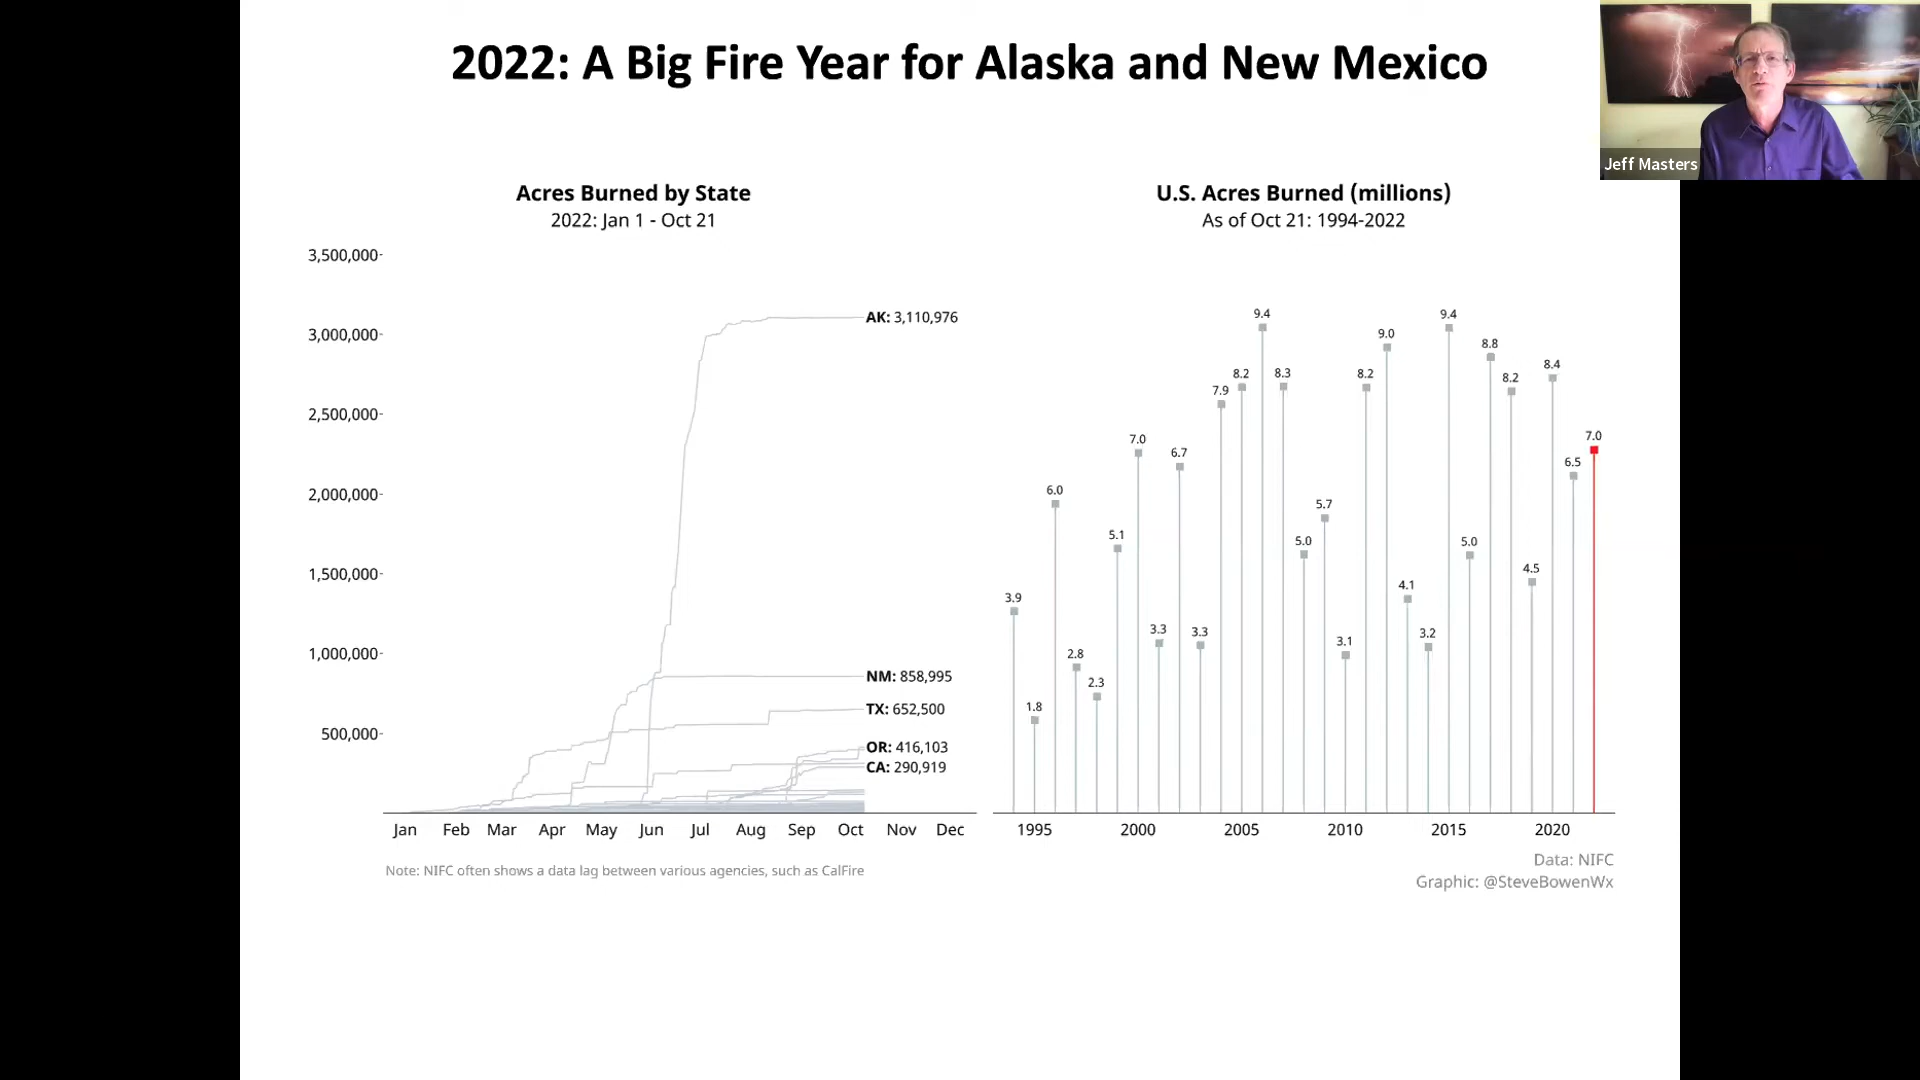 2022: A Big Fire Year for Alaska and New Mexico
Jeff Masters
Acres Burned by State
2022: Jan 1 - Oct 21
3,500,000
3,000,000
2,500,000
2,000,000
1,500,000
1,000,000
500,000
AK: 3,110,976
NM: 858,995
TX: 652,500
OR: 416,103
CA: 290,919
Jan Feb Mar Apr May Jun Jul Aug Sep Oct Nov Dec
Note: NIFC often shows a data lag between various agencies, such as CalFire
U.S. Acres Burned (millions)
As of Oct 21: 1994-2022
3.9
1.8
6.0
2.8
2.3
5.1
7.0
3.3
6.7
3.3
7.9
8.2
9.4
8.3
5.0
5.7
3.1
8.2
9.0
4.1
3.2
9.4
5.0
8.8
8.2
4.5
8.4
6.5
7.0
1995 2000 2005 2010 2015 2020
Data: NIFC
Graphic: @SteveBowenWx